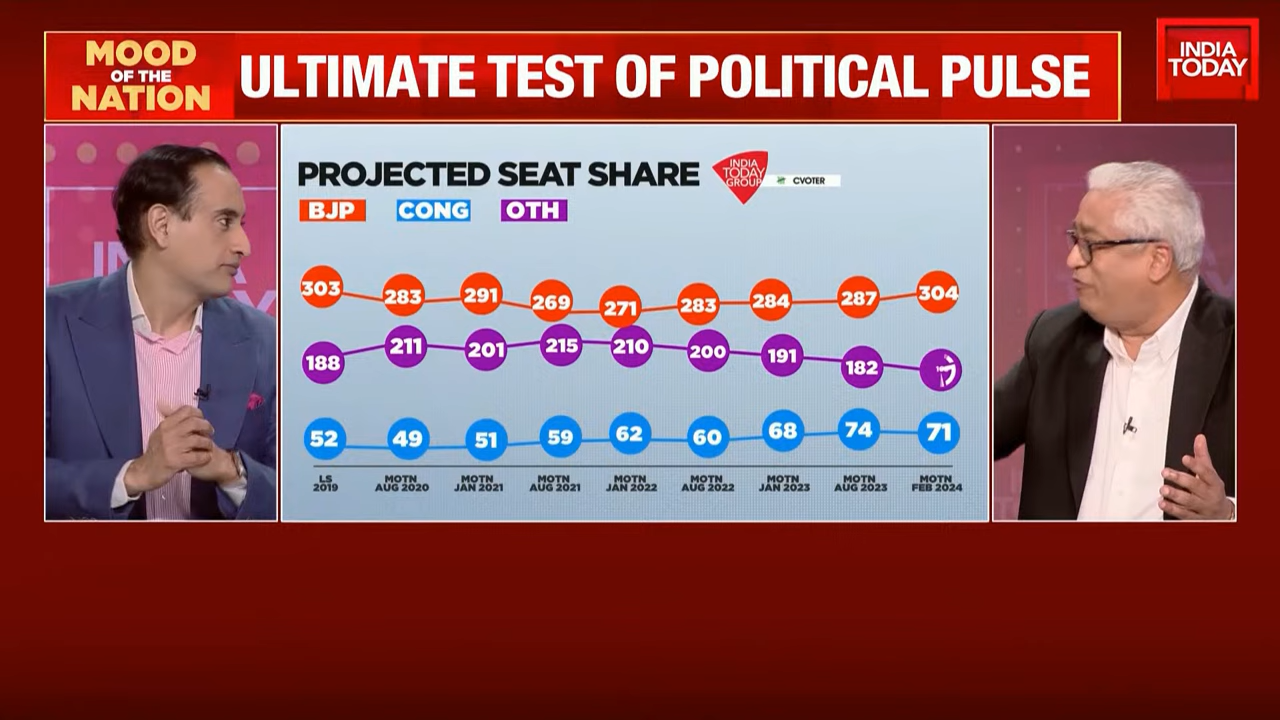 MOOD
OF THE
NATION
ULTIMATE TEST OF POLITICAL PULSE
INDIA
TODAY
PROJECTED SEAT SHARE
INDIA
TODAY
GROUP
CVOTER
BJP CONG OTH
303 283 291 269 271 283 284 287 304
188 211 201 215 210 200 191 182
52 49 51 59 62 60 68 74 71
LS MOTN MOTN MOTN MOTN MOTN MOTN MOTN MOTN
2019 AUG 2020 JAN 2021 AUG 2021 JAN 2022 AUG 2022 JAN 2023 AUG 2023 FEB 2024